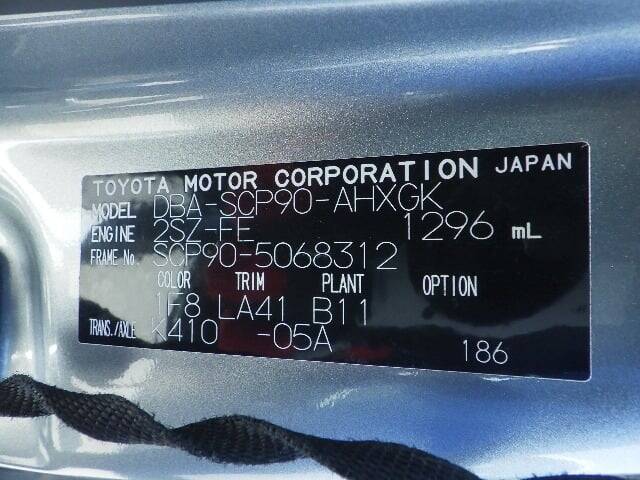 TOYOTA MOTOR CORPORATION JAPAN
MODEL DBA-SCP90-AHXGK
ENGINE 2SZ-FE 1296 mL
FRAME No. SCP90-5068312
COLOR TRIM PLANT OPTION
1F8 LA41 B11
TRANS./AXLE K410 -05A
186